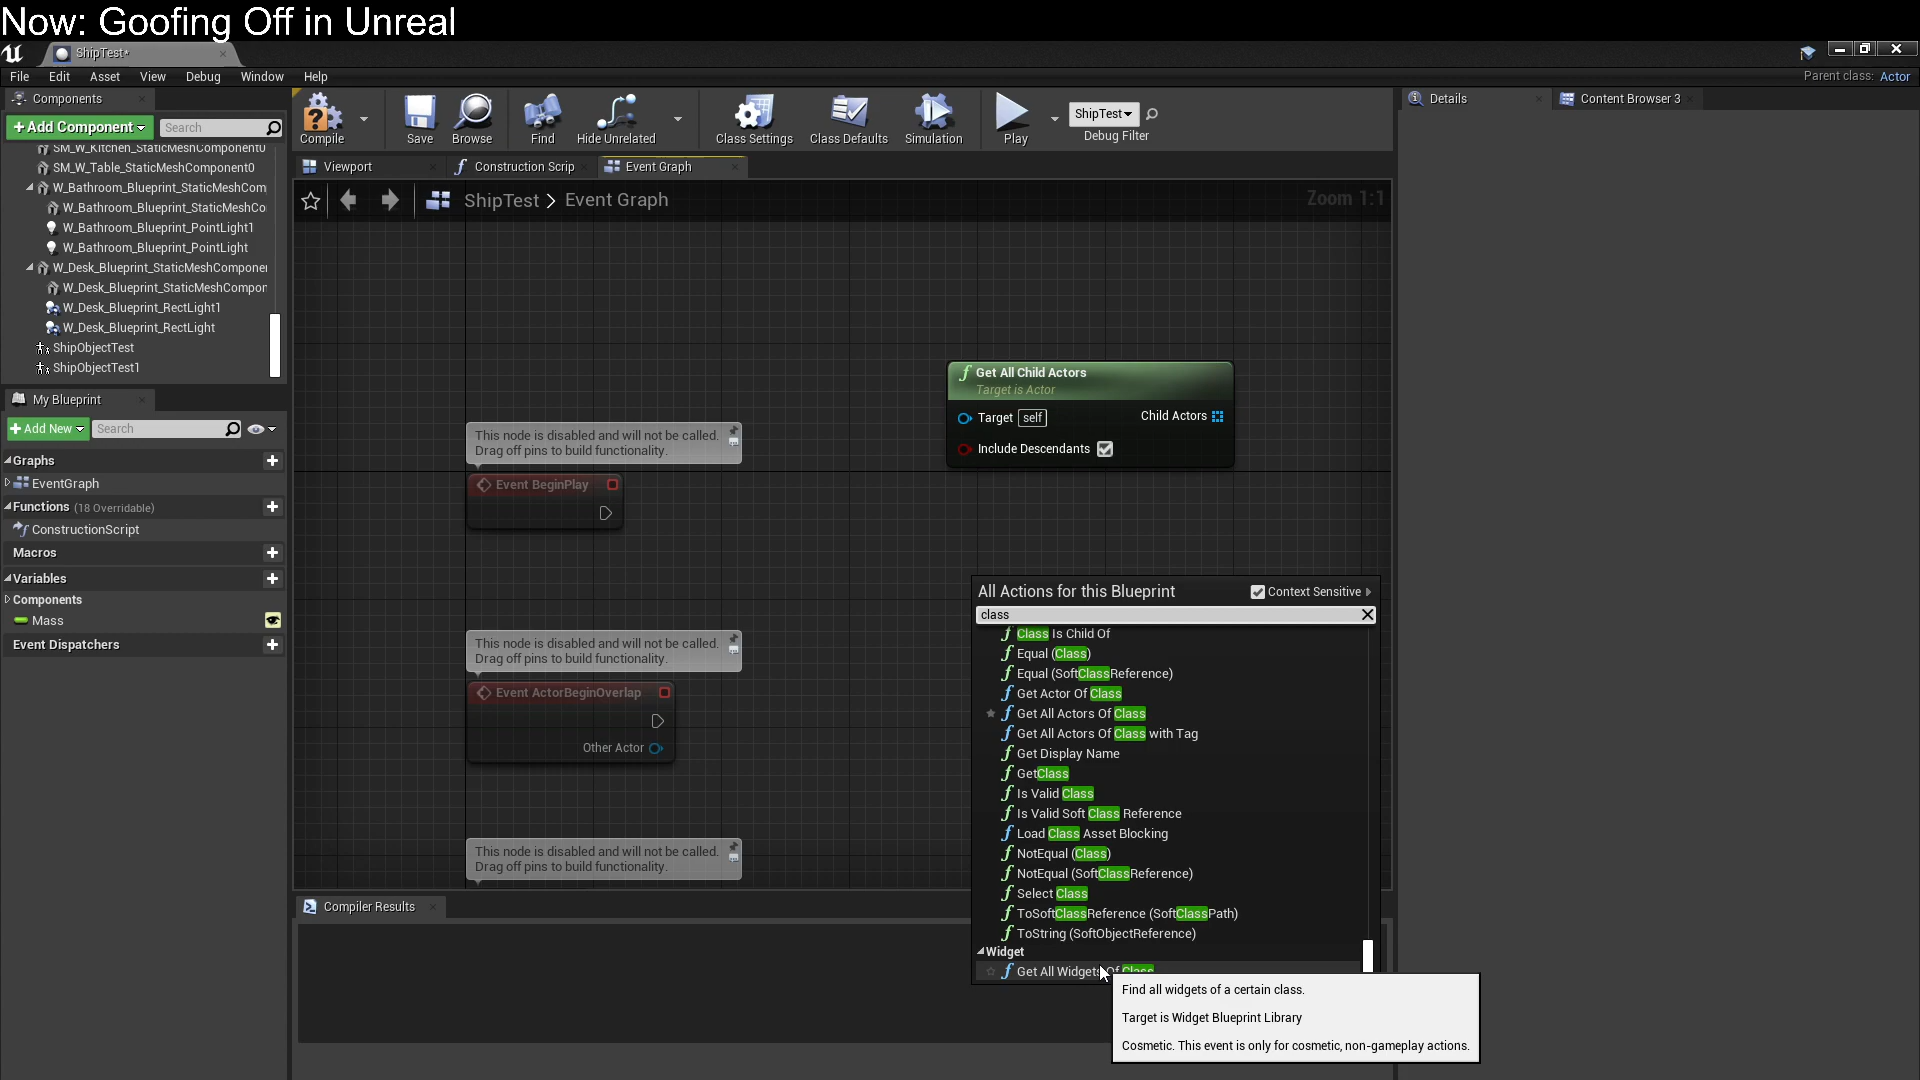 Now: Goofing Off in Unreal
ShipTest*
File Edit Asset View Debug Window Help
Parent class: Actor
Components
+ Add Component
Search
SM_W_Kitchen_StaticMeshComponent0
SM_W_Table_StaticMeshComponent0
W_Bathroom_Blueprint_StaticMeshCom
W_Bathroom_Blueprint_StaticMeshCo
W_Bathroom_Blueprint_PointLight1
W_Bathroom_Blueprint_PointLight
W_Desk_Blueprint_StaticMeshComponer
W_Desk_Blueprint_StaticMeshCompon
W_Desk_Blueprint_RectLight1
W_Desk_Blueprint_RectLight
ShipObjectTest
ShipObjectTest1
My Blueprint
+ Add New
Search
Graphs
EventGraph
Functions (18 Overridable)
ConstructionScript
Macros
Variables
Components
Mass
Event Dispatchers
Compile
Save
Browse
Find
Hide Unrelated
Class Settings
Class Defaults
Simulation
Play
ShipTest
Debug Filter
Viewport
Construction Scrip
Event Graph
ShipTest > Event Graph
Zoom 1:1
Get All Child Actors
Target is Actor
Target self
Child Actors
Include Descendants
This node is disabled and will not be called.
Drag off pins to build functionality.
Event BeginPlay
This node is disabled and will not be called.
Drag off pins to build functionality.
Event ActorBeginOverlap
Other Actor
This node is disabled and will not be called.
Drag off pins to build functionality.
All Actions for this Blueprint
Context Sensitive
class
Class Is Child Of
Equal (Class)
Equal (SoftClassReference)
Get Actor Of Class
Get All Actors Of Class
Get All Actors Of Class with Tag
Get Display Name
GetClass
Is Valid Class
Is Valid Soft Class Reference
Load Class Asset Blocking
NotEqual (Class)
NotEqual (SoftClassReference)
Select Class
ToSoftClassReference (SoftClassPath)
ToString (SoftObjectReference)
Widget
Get All Widgets Of Class
Find all widgets of a certain class.
Target is Widget Blueprint Library
Cosmetic. This event is only for cosmetic, non-gameplay actions.
Compiler Results
Details
Content Browser 3